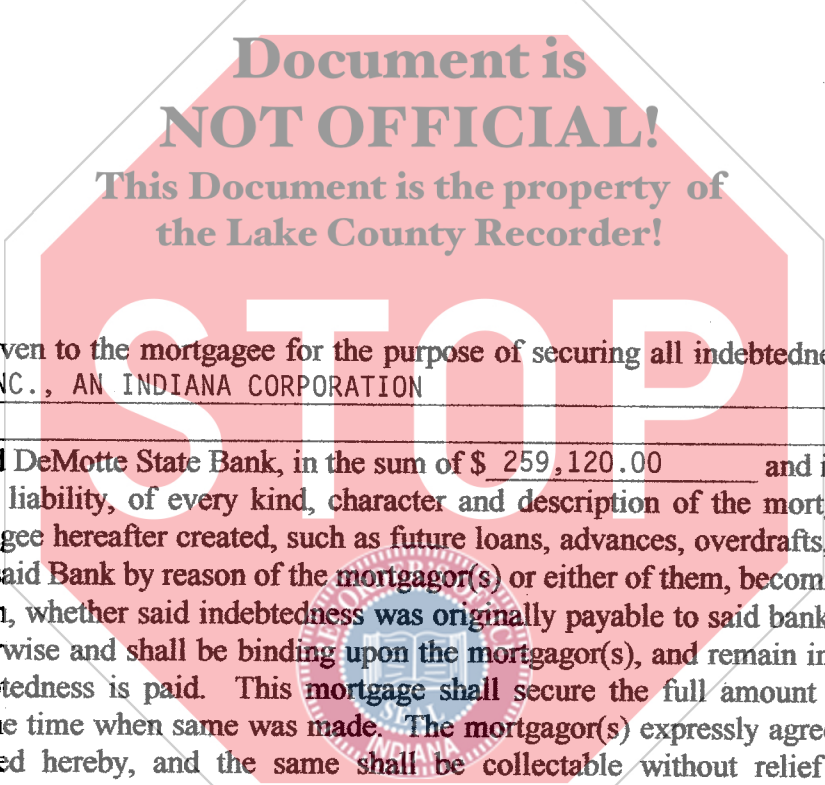 Document is
NOT OFFICIAL!
This Document is the property of
the Lake County Recorder!
STOP
ven to the mortgagee for the purpose of securing all indebtedne
NC., AN INDIANA CORPORATION
d DeMotte State Bank, in the sum of $ 259,120.00 and i
liability, of every kind, character and description of the mort
gee hereafter created, such as future loans, advances, overdrafts,
aid Bank by reason of the mortgagor(s) or either of them, becom
n, whether said indebtedness was originally payable to said bank
rwise and shall be binding upon the mortgagor(s), and remain in
tedness is paid. This mortgage shall secure the full amount
e time when same was made. The mortgagor(s) expressly agree
ed hereby, and the same shall be collectable without relief
SEAL
INDIANA